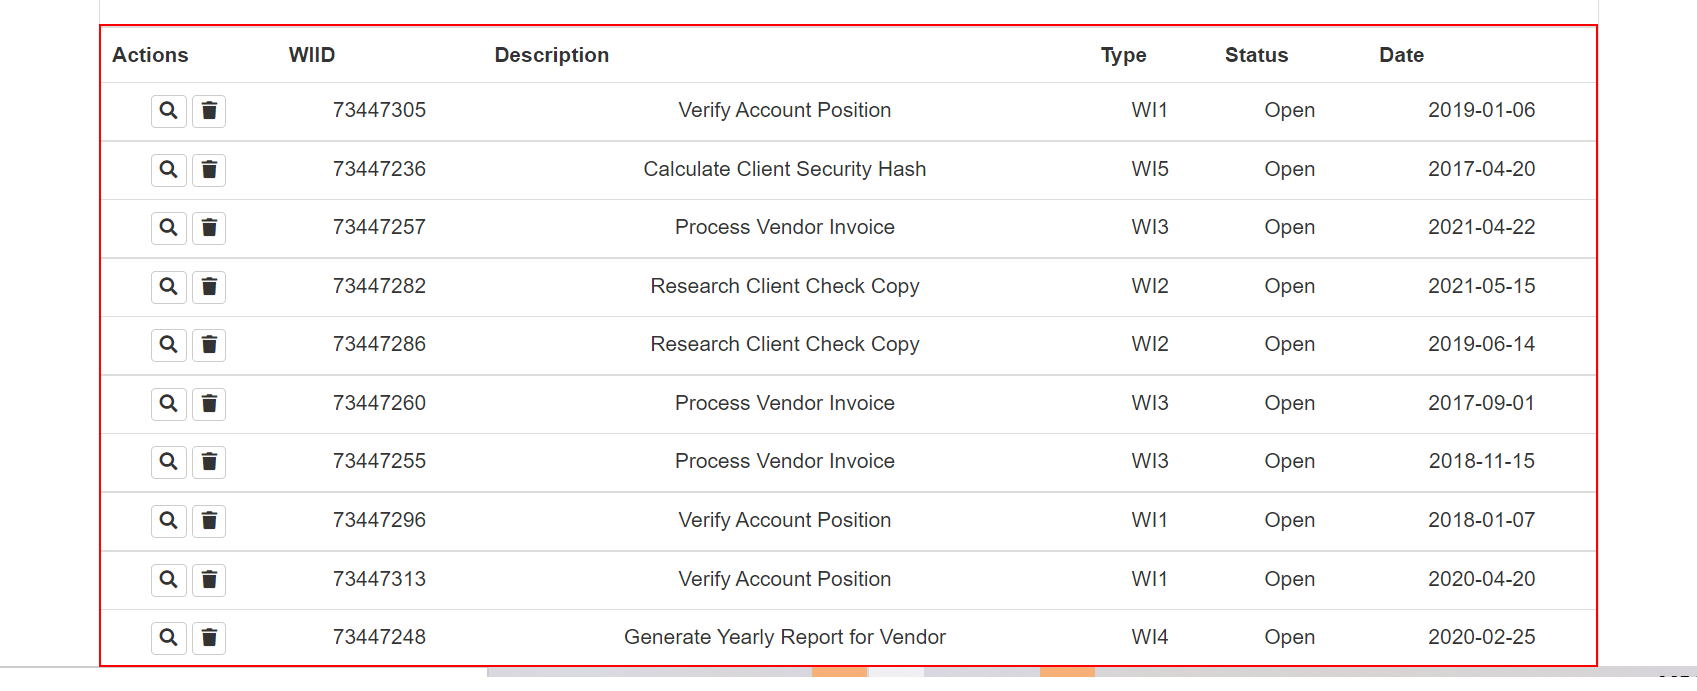 Actions WIID Description Type Status Date
73447305 Verify Account Position WI1 Open 2019-01-06
73447236 Calculate Client Security Hash WI5 Open 2017-04-20
73447257 Process Vendor Invoice WI3 Open 2021-04-22
73447282 Research Client Check Copy WI2 Open 2021-05-15
73447286 Research Client Check Copy WI2 Open 2019-06-14
73447260 Process Vendor Invoice WI3 Open 2017-09-01
73447255 Process Vendor Invoice WI3 Open 2018-11-15
73447296 Verify Account Position WI1 Open 2018-01-07
73447313 Verify Account Position WI1 Open 2020-04-20
73447248 Generate Yearly Report for Vendor WI4 Open 2020-02-25